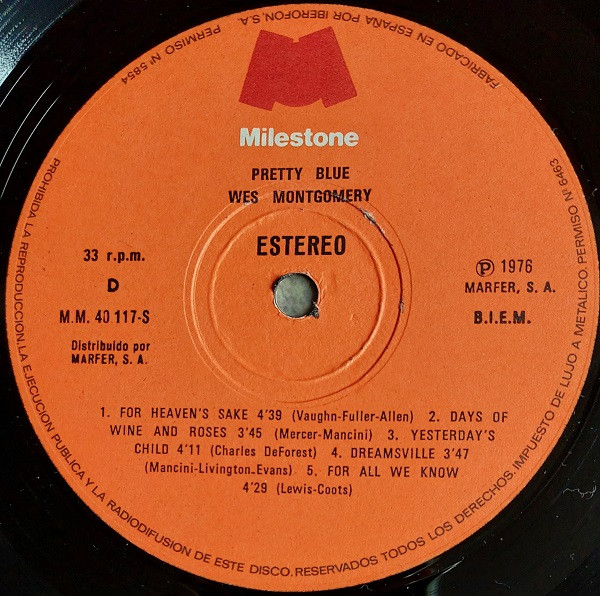 PERMISO Nº 5854
FABRICADO EN ESPAÑA POR IBEROFON, S.A.
Milestone
PRETTY BLUE
WES MONTGOMERY
ESTEREO
33 r.p.m.
D
M.M. 40 117-S
Distribuido por
MARFER, S. A.
℗ 1976
MARFER, S. A.
B.I.E.M.
1. FOR HEAVEN'S SAKE 4'39 (Vaughn-Fuller-Allen) 2. DAYS OF
WINE AND ROSES 3'45 (Mercer-Mancini) 3. YESTERDAY'S
CHILD 4'11 (Charles DeForest) 4. DREAMSVILLE 3'47
(Mancini-Livington-Evans) 5. FOR ALL WE KNOW
4'29 (Lewis-Coots)
PROHIBIDA LA REPRODUCCION.LA EJECUCION PUBLICA Y LA RADIODIFUSION DE ESTE DISCO.RESERVADOS TODOS LOS DERECHOS.IMPUESTO DE LUJO A METALICO. PERMISO Nº 6463